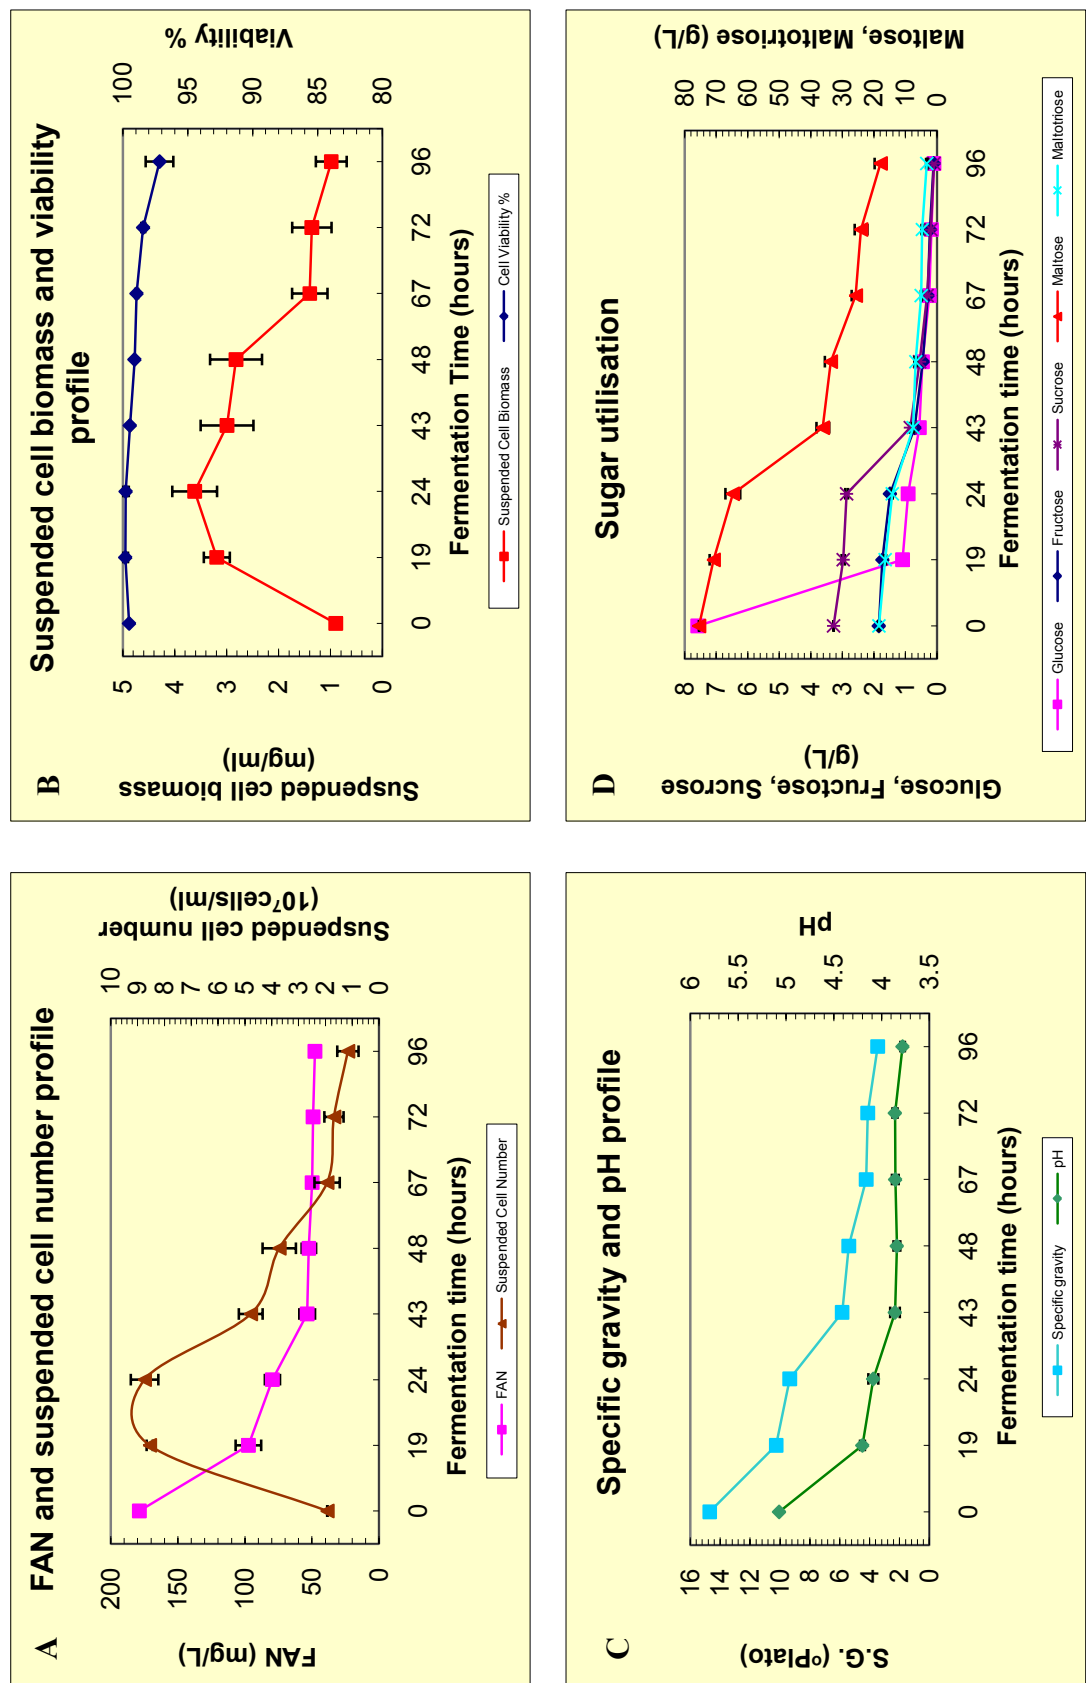 A
FAN and suspended cell number profile
FAN (mg/L)
200
150
100
50
0
10
9
8
7
6
5
4
3
2
1
0
Suspended cell number
(10⁷cells/ml)
0 19 24 43 48 67 72 96
Fermentation time (hours)
FAN Suspended Cell Number
B
Suspended cell biomass and viability
profile
Suspended cell biomass
(mg/ml)
5
4
3
2
1
0
100
95
90
85
80
Viability %
0 19 24 43 48 67 72 96
Fermentation Time (hours)
Suspended Cell Biomass Cell Viability %
C
Specific gravity and pH profile
S.G. (ºPlato)
16
14
12
10
8
6
4
2
0
6
5.5
5
4.5
4
3.5
pH
0 19 24 43 48 67 72 96
Fermentation time (hours)
Specific gravity pH
D
Sugar utilisation
Glucose, Fructose, Sucrose
(g/L)
8
7
6
5
4
3
2
1
0
80
70
60
50
40
30
20
10
0
Maltose, Maltotriose (g/L)
0 19 24 43 48 67 72 96
Fermentation time (hours)
Glucose Fructose Sucrose Maltose Maltotriose